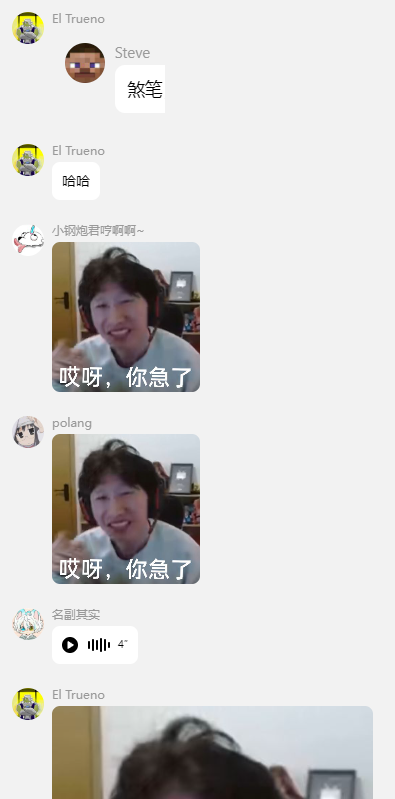 El Trueno
Steve
煞笔
El Trueno
哈哈
小钢炮君哼啊啊~
哎呀，你急了
polang
哎呀，你急了
名副其实
4"
El Trueno